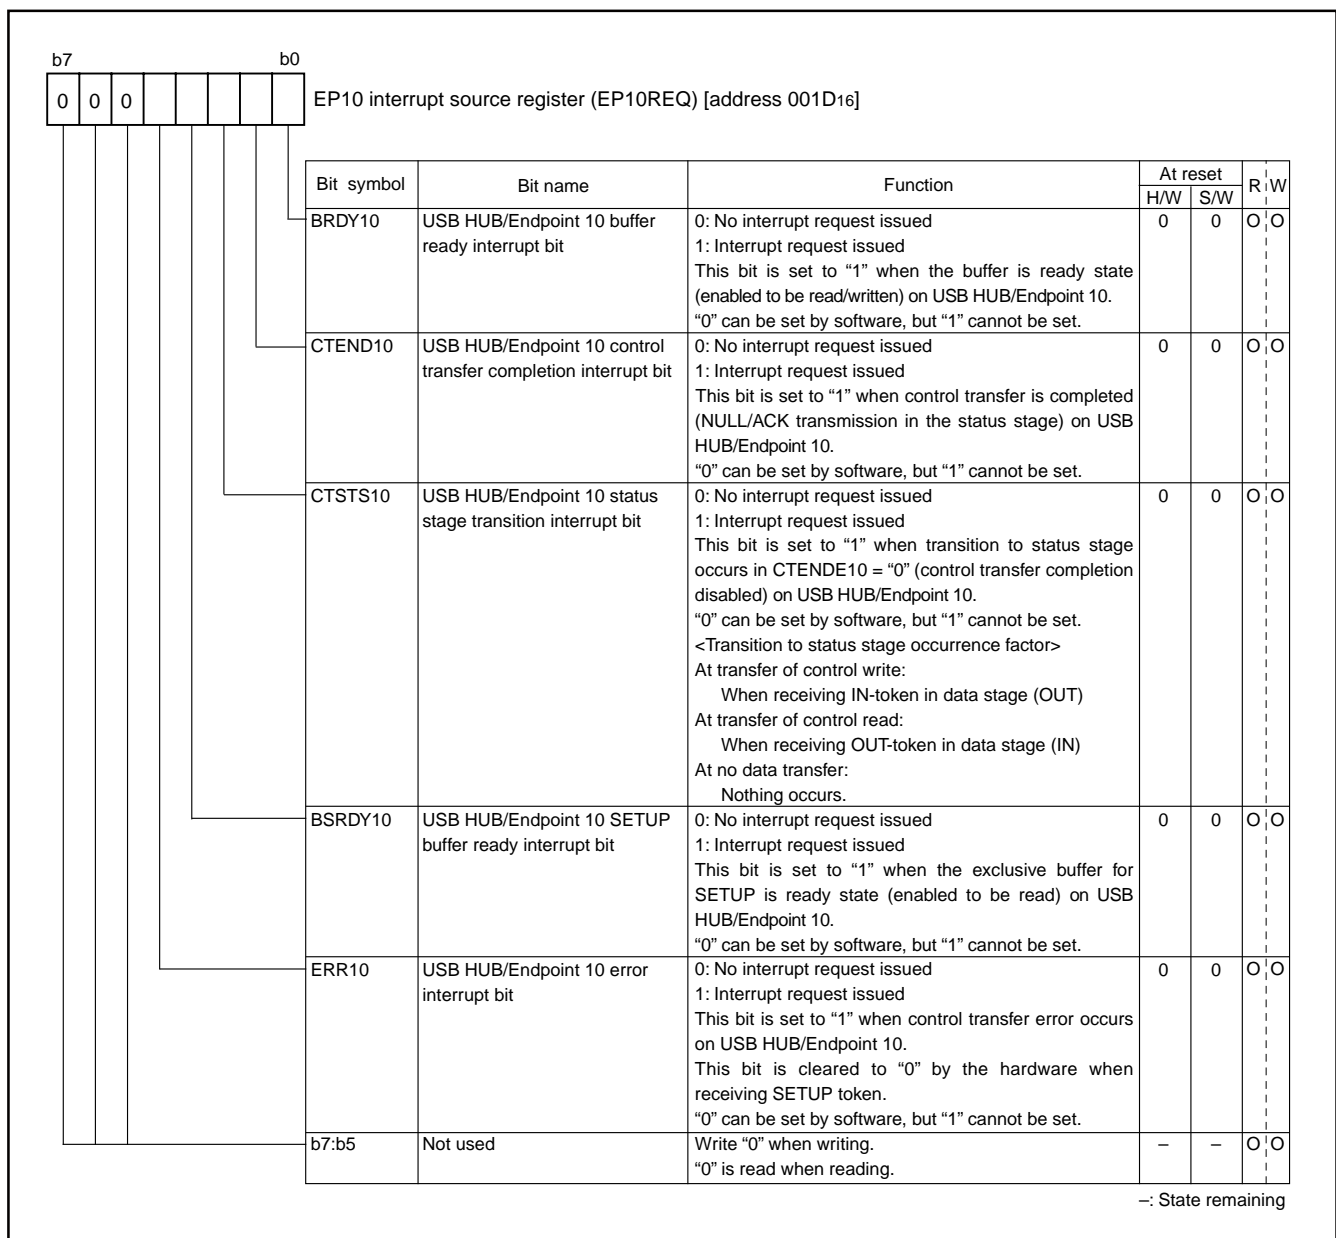 b7 b0
0 0 0
EP10 interrupt source register (EP10REQ) [address 001D16]
Bit symbol Bit name Function At reset R W
H/W S/W
BRDY10 USB HUB/Endpoint 10 buffer 0: No interrupt request issued 0 0 O O
ready interrupt bit 1: Interrupt request issued
This bit is set to “1” when the buffer is ready state
(enabled to be read/written) on USB HUB/Endpoint 10.
“0” can be set by software, but “1” cannot be set.
CTEND10 USB HUB/Endpoint 10 control 0: No interrupt request issued 0 0 O O
transfer completion interrupt bit 1: Interrupt request issued
This bit is set to “1” when control transfer is completed
(NULL/ACK transmission in the status stage) on USB
HUB/Endpoint 10.
“0” can be set by software, but “1” cannot be set.
CTSTS10 USB HUB/Endpoint 10 status 0: No interrupt request issued 0 0 O O
stage transition interrupt bit 1: Interrupt request issued
This bit is set to “1” when transition to status stage
occurs in CTENDE10 = “0” (control transfer completion
disabled) on USB HUB/Endpoint 10.
“0” can be set by software, but “1” cannot be set.
<Transition to status stage occurrence factor>
At transfer of control write:
When receiving IN-token in data stage (OUT)
At transfer of control read:
When receiving OUT-token in data stage (IN)
At no data transfer:
Nothing occurs.
BSRDY10 USB HUB/Endpoint 10 SETUP 0: No interrupt request issued 0 0 O O
buffer ready interrupt bit 1: Interrupt request issued
This bit is set to “1” when the exclusive buffer for
SETUP is ready state (enabled to be read) on USB
HUB/Endpoint 10.
“0” can be set by software, but “1” cannot be set.
ERR10 USB HUB/Endpoint 10 error 0: No interrupt request issued 0 0 O O
interrupt bit 1: Interrupt request issued
This bit is set to “1” when control transfer error occurs
on USB HUB/Endpoint 10.
This bit is cleared to “0” by the hardware when
receiving SETUP token.
“0” can be set by software, but “1” cannot be set.
b7:b5 Not used Write “0” when writing. – – O O
“0” is read when reading.
–: State remaining